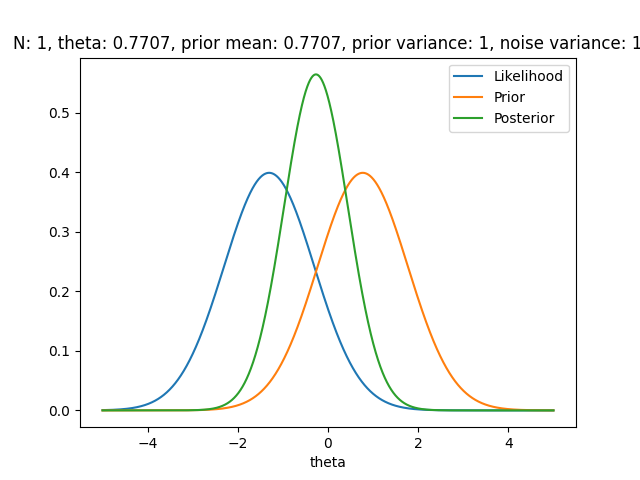 N: 1, theta: 0.7707, prior mean: 0.7707, prior variance: 1, noise variance: 1
Likelihood
Prior
Posterior
0.5
0.4
0.3
0.2
0.1
0.0
−4 −2 0 2 4
theta